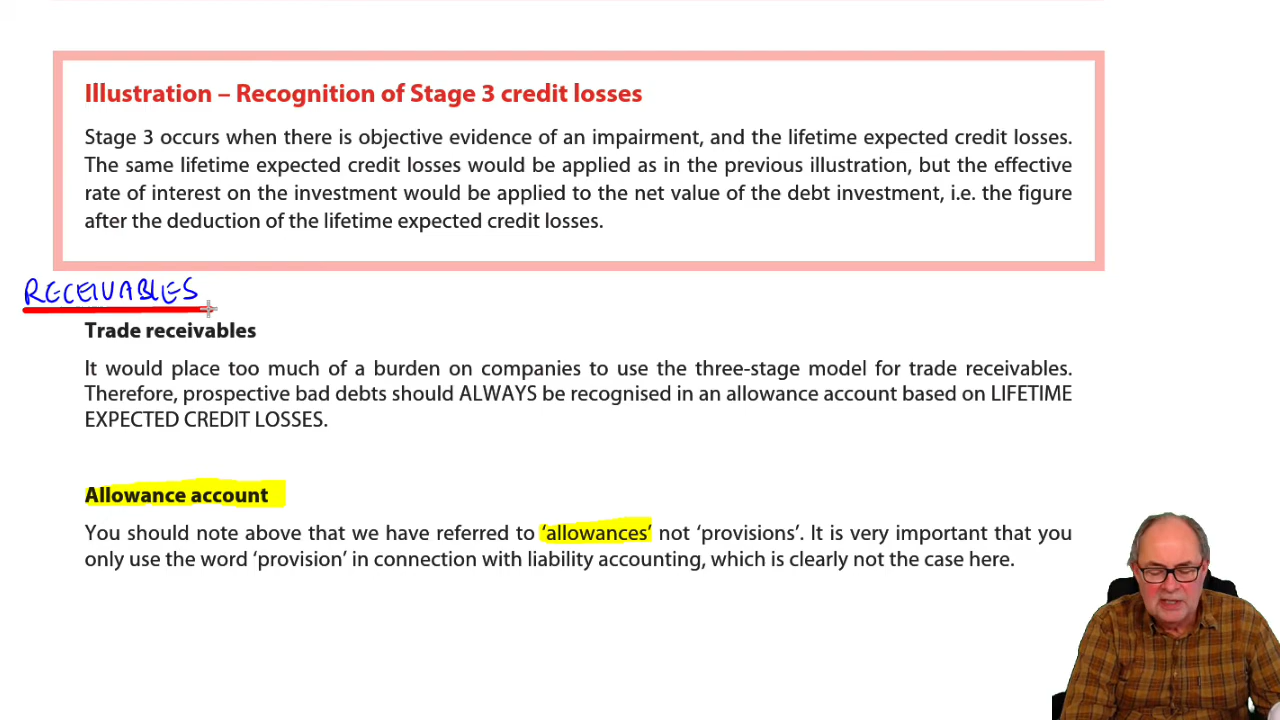 Illustration – Recognition of Stage 3 credit losses
Stage 3 occurs when there is objective evidence of an impairment, and the lifetime expected credit losses.
The same lifetime expected credit losses would be applied as in the previous illustration, but the effective
rate of interest on the investment would be applied to the net value of the debt investment, i.e. the figure
after the deduction of the lifetime expected credit losses.
RECEIVABLES
Trade receivables
It would place too much of a burden on companies to use the three-stage model for trade receivables.
Therefore, prospective bad debts should ALWAYS be recognised in an allowance account based on LIFETIME
EXPECTED CREDIT LOSSES.
Allowance account
You should note above that we have referred to ‘allowances’ not ‘provisions’. It is very important that you
only use the word ‘provision’ in connection with liability accounting, which is clearly not the case here.